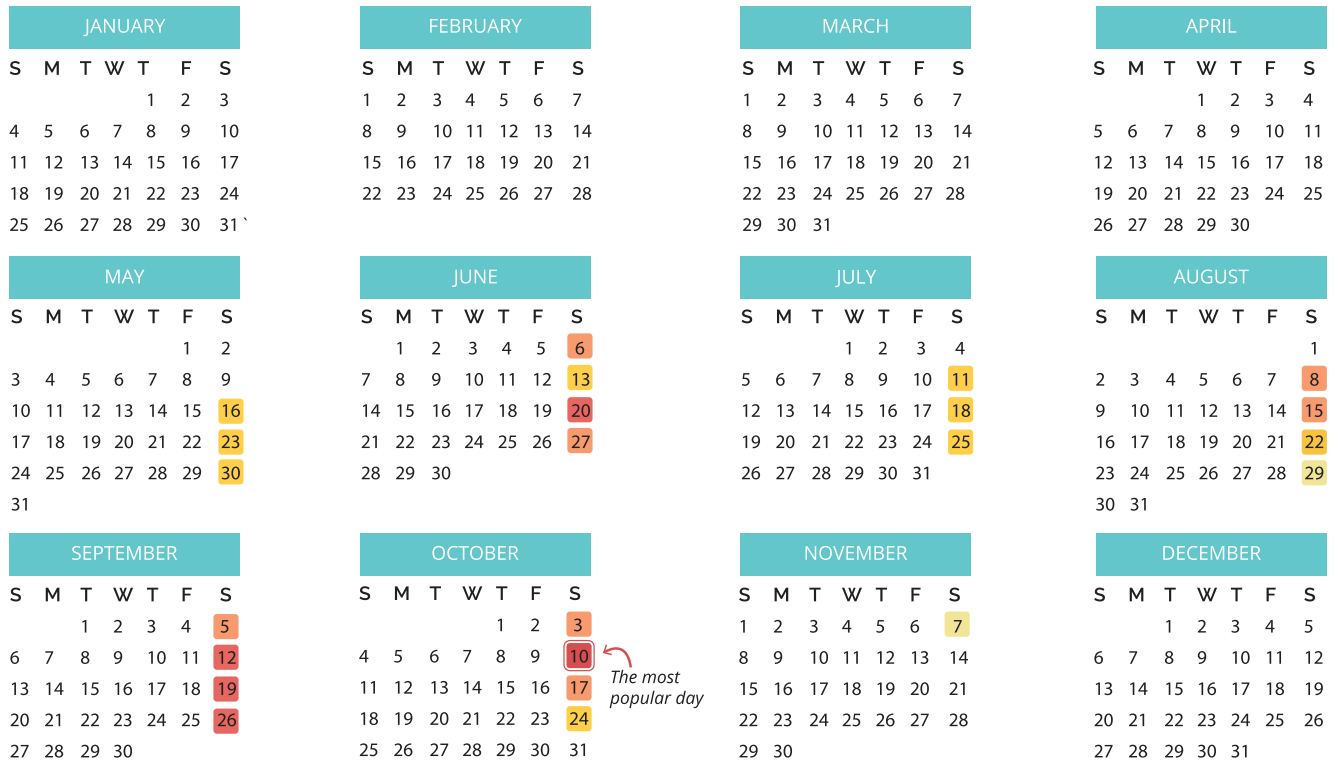 JANUARY
S M T W T F S
1 2 3
4 5 6 7 8 9 10
11 12 13 14 15 16 17
18 19 20 21 22 23 24
25 26 27 28 29 30 31`
FEBRUARY
S M T W T F S
1 2 3 4 5 6 7
8 9 10 11 12 13 14
15 16 17 18 19 20 21
22 23 24 25 26 27 28
MARCH
S M T W T F S
1 2 3 4 5 6 7
8 9 10 11 12 13 14
15 16 17 18 19 20 21
22 23 24 25 26 27 28
29 30 31
APRIL
S M T W T F S
1 2 3 4
5 6 7 8 9 10 11
12 13 14 15 16 17 18
19 20 21 22 23 24 25
26 27 28 29 30
MAY
S M T W T F S
1 2
3 4 5 6 7 8 9
10 11 12 13 14 15 16
17 18 19 20 21 22 23
24 25 26 27 28 29 30
31
JUNE
S M T W T F S
1 2 3 4 5 6
7 8 9 10 11 12 13
14 15 16 17 18 19 20
21 22 23 24 25 26 27
28 29 30
JULY
S M T W T F S
1 2 3 4
5 6 7 8 9 10 11
12 13 14 15 16 17 18
19 20 21 22 23 24 25
26 27 28 29 30 31
AUGUST
S M T W T F S
1
2 3 4 5 6 7 8
9 10 11 12 13 14 15
16 17 18 19 20 21 22
23 24 25 26 27 28 29
30 31
SEPTEMBER
S M T W T F S
1 2 3 4 5
6 7 8 9 10 11 12
13 14 15 16 17 18 19
20 21 22 23 24 25 26
27 28 29 30
OCTOBER
S M T W T F S
1 2 3
4 5 6 7 8 9 10
11 12 13 14 15 16 17
18 19 20 21 22 23 24
25 26 27 28 29 30 31
The most
popular day
NOVEMBER
S M T W T F S
1 2 3 4 5 6 7
8 9 10 11 12 13 14
15 16 17 18 19 20 21
22 23 24 25 26 27 28
29 30
DECEMBER
S M T W T F S
1 2 3 4 5
6 7 8 9 10 11 12
13 14 15 16 17 18 19
20 21 22 23 24 25 26
27 28 29 30 31